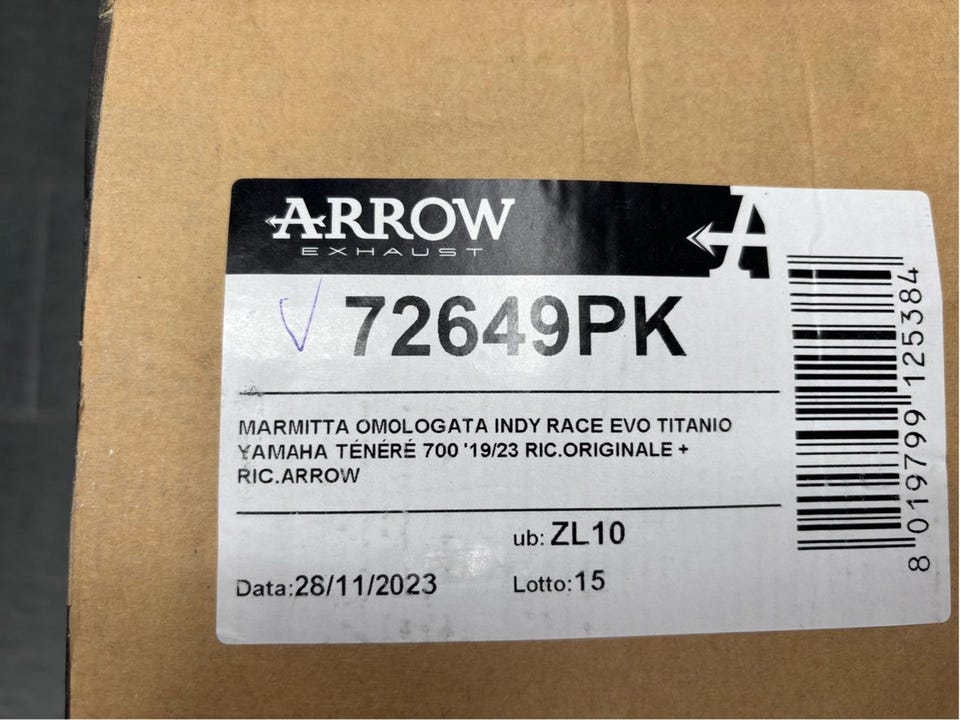 ARROW
EXHAUST
72649PK
MARMITTA OMOLOGATA INDY RACE EVO TITANIO
YAMAHA TÉNÉRÉ 700 '19/23 RIC.ORIGINALE +
RIC.ARROW
ub: ZL10
Data:28/11/2023 Lotto:15
8 019799 125384